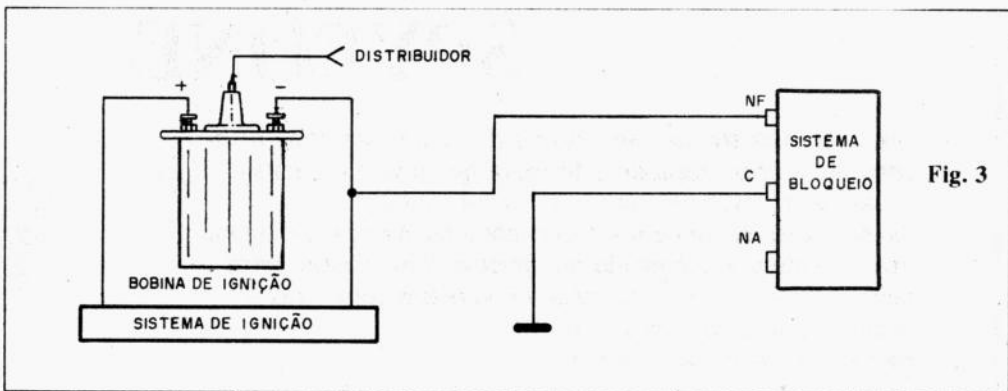 DISTRIBUIDOR
+
-
NF
SISTEMA
DE
BLOQUEIO
C
NA
Fig. 3
BOBINA DE IGNIÇÃO
SISTEMA DE IGNIÇÃO